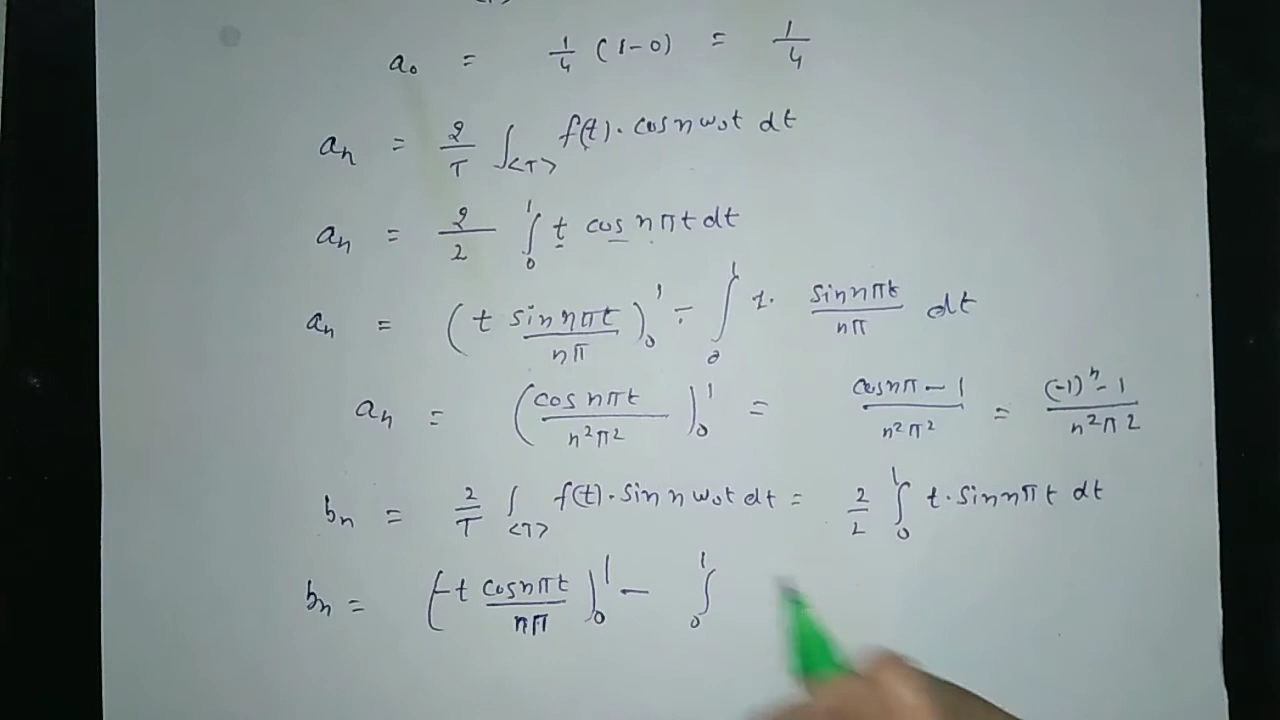 a₀ = 1/4 (1-0) = 1/4
aₙ = 2/T ∫<T> f(t). cos n w₀t dt
aₙ = 2/2 ∫₀¹ t cos nπt dt
aₙ = (t sin nπt/nπ)₀¹ - ∫₀¹ 1. sin nπt/nπ dt
aₙ = (cos nπt/n²π²)₀¹ = cos nπ - 1/n²π² = (-1)ⁿ - 1/n²π²
bₙ = 2/T ∫<T> f(t). sin n w₀t dt = 2/2 ∫₀¹ t. sin nπt dt
bₙ = (-t cos nπt/nπ)₀¹ - ∫₀¹